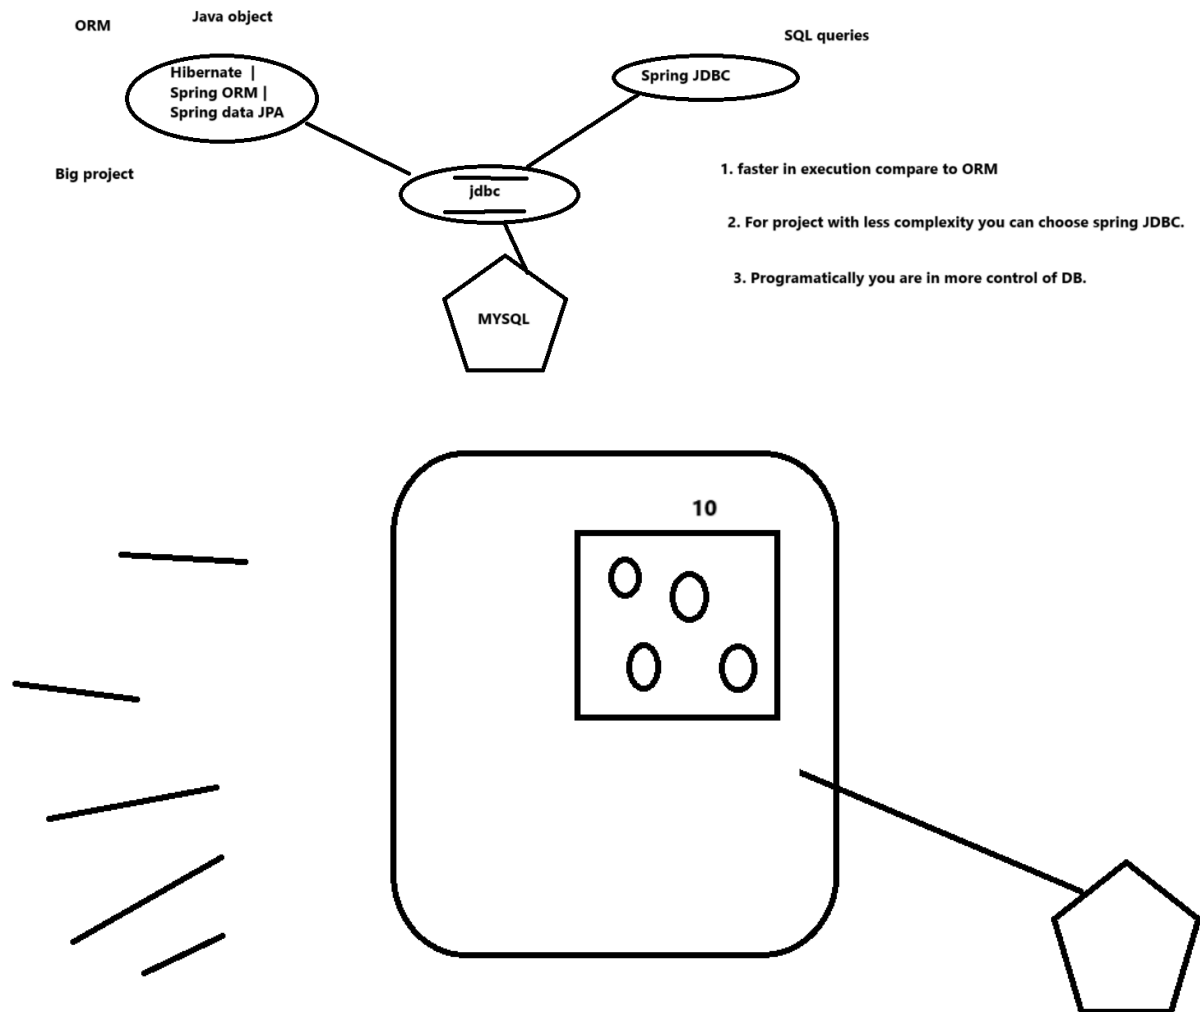 ORM
Java object
SQL queries
Hibernate |
Spring ORM |
Spring data JPA
Spring JDBC
Big project
jdbc
1. faster in execution compare to ORM
2. For project with less complexity you can choose spring JDBC.
3. Programatically you are in more control of DB.
MYSQL
10